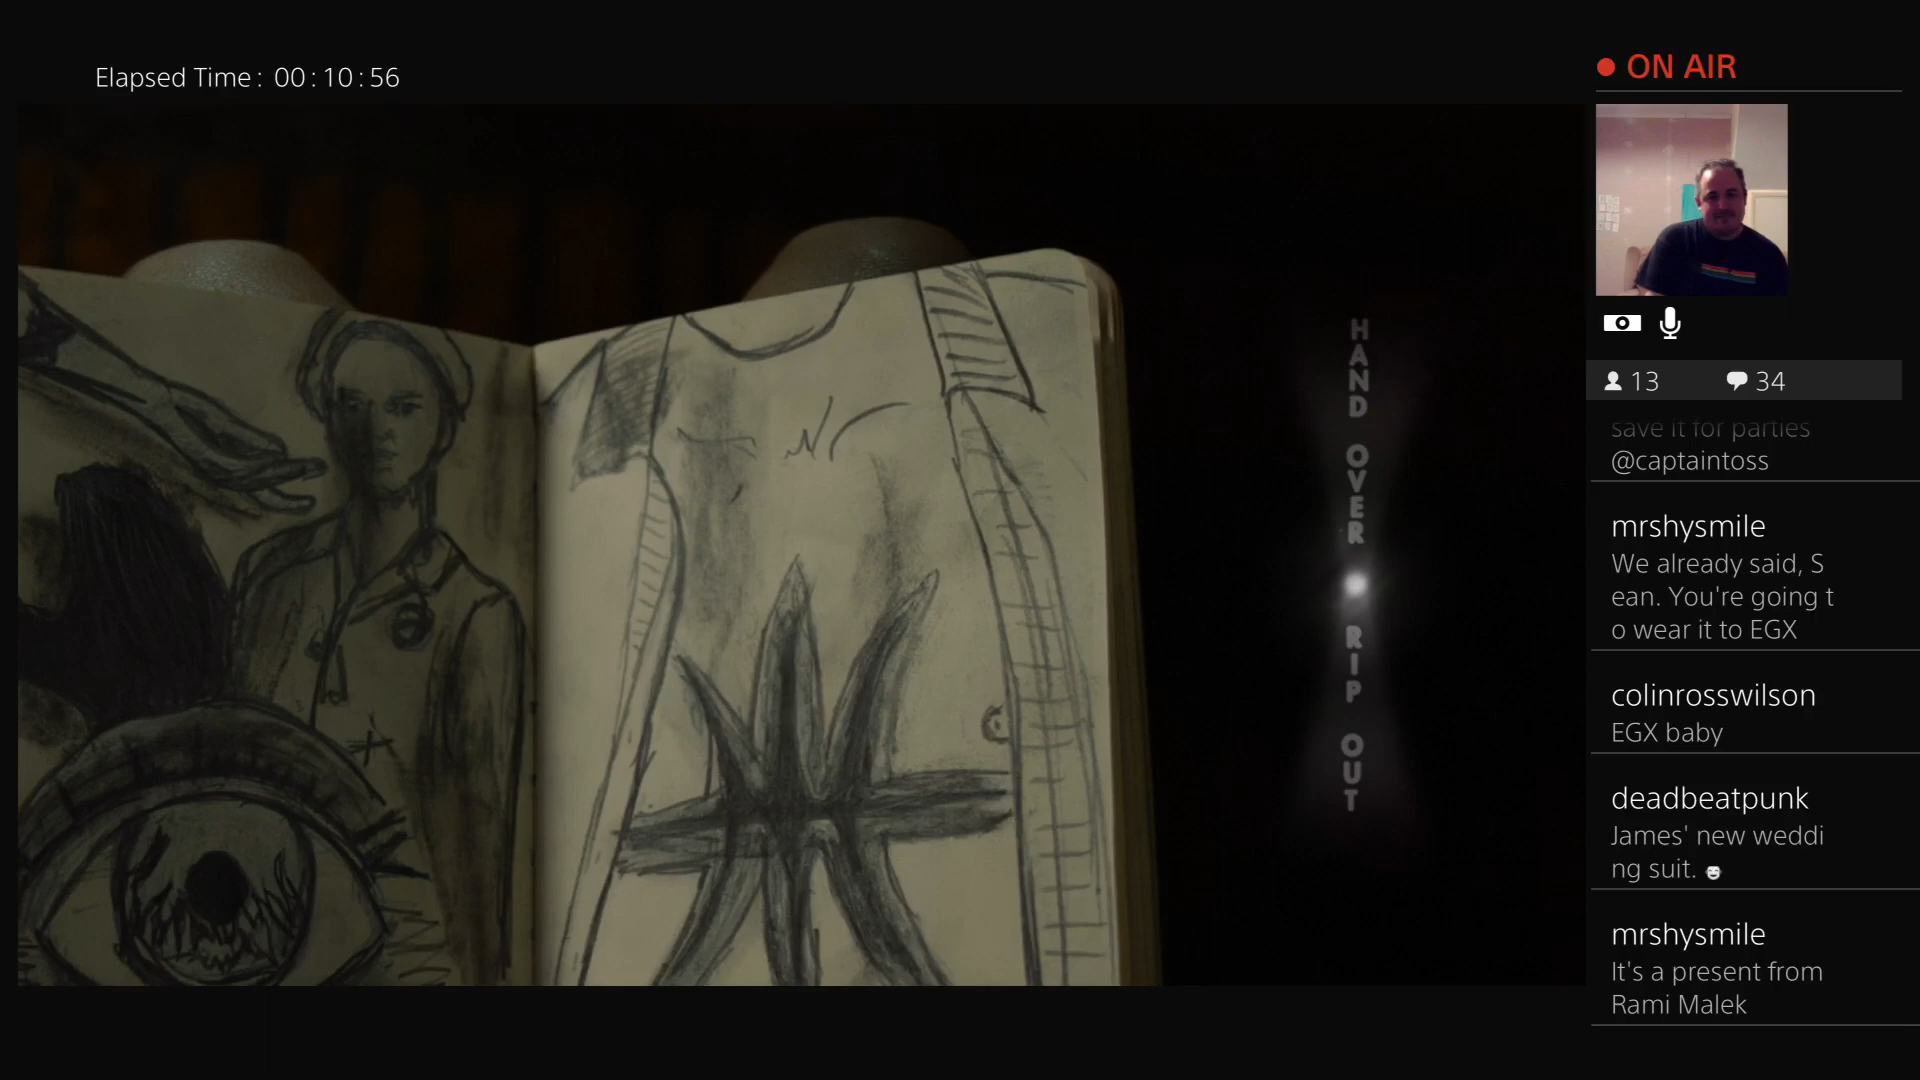 Elapsed Time: 00:10:56
ON AIR
13
34
save it for parties
@captaintoss
mrshysmile
We already said, S
ean. You're going t
o wear it to EGX
colinrosswilson
EGX baby
deadbeatpunk
James' new weddi
ng suit.
mrshysmile
It's a present from
Rami Malek
HAND OVER
RIP OUT